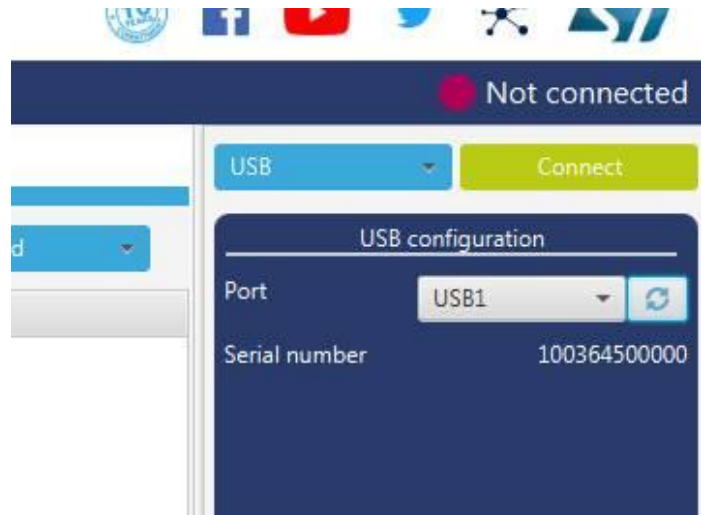 Not connected
USB
Connect
d
USB configuration
Port
USB1
Serial number
100364500000